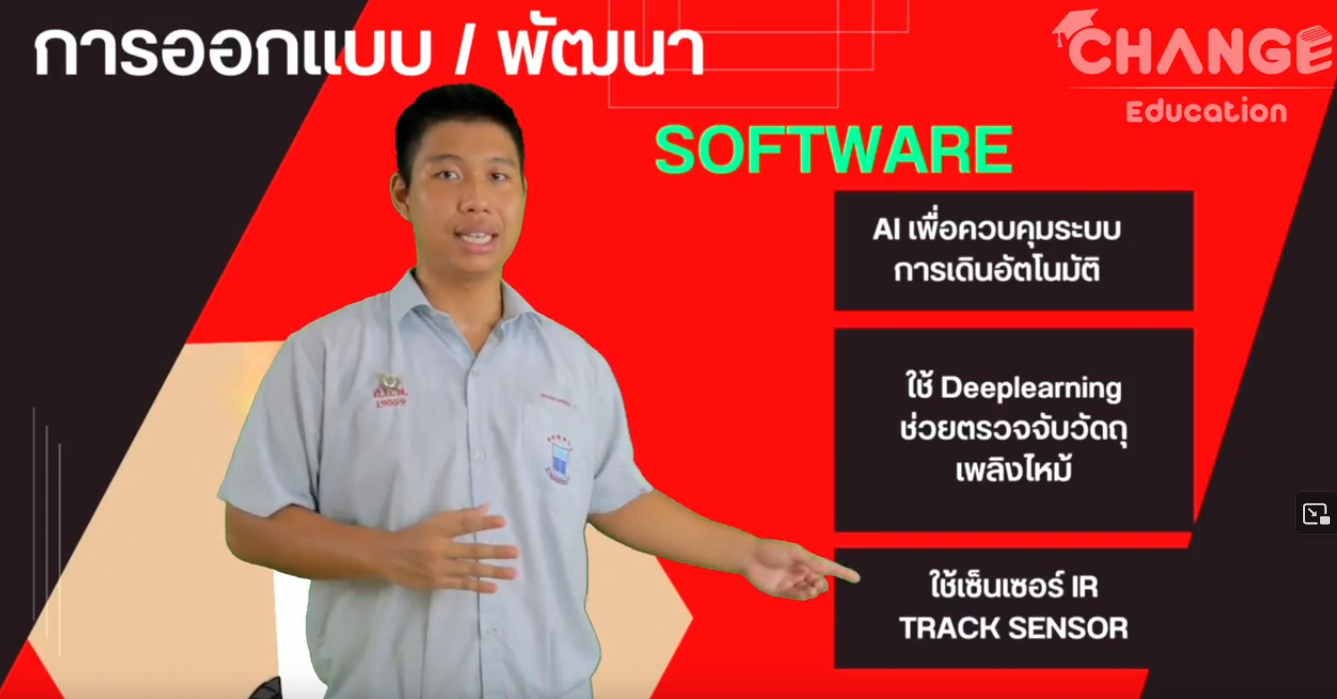 การออกแบบ / พัฒนา
CHANGE
Education
SOFTWARE
AI เพื่อควบคุมระบบ
การเดินอัตโนมัติ
ใช้ Deeplearning
ช่วยตรวจจับวัดถุ
เพลิงไหม้
ใช้เซ็นเซอร์ IR
TRACK SENSOR
19059